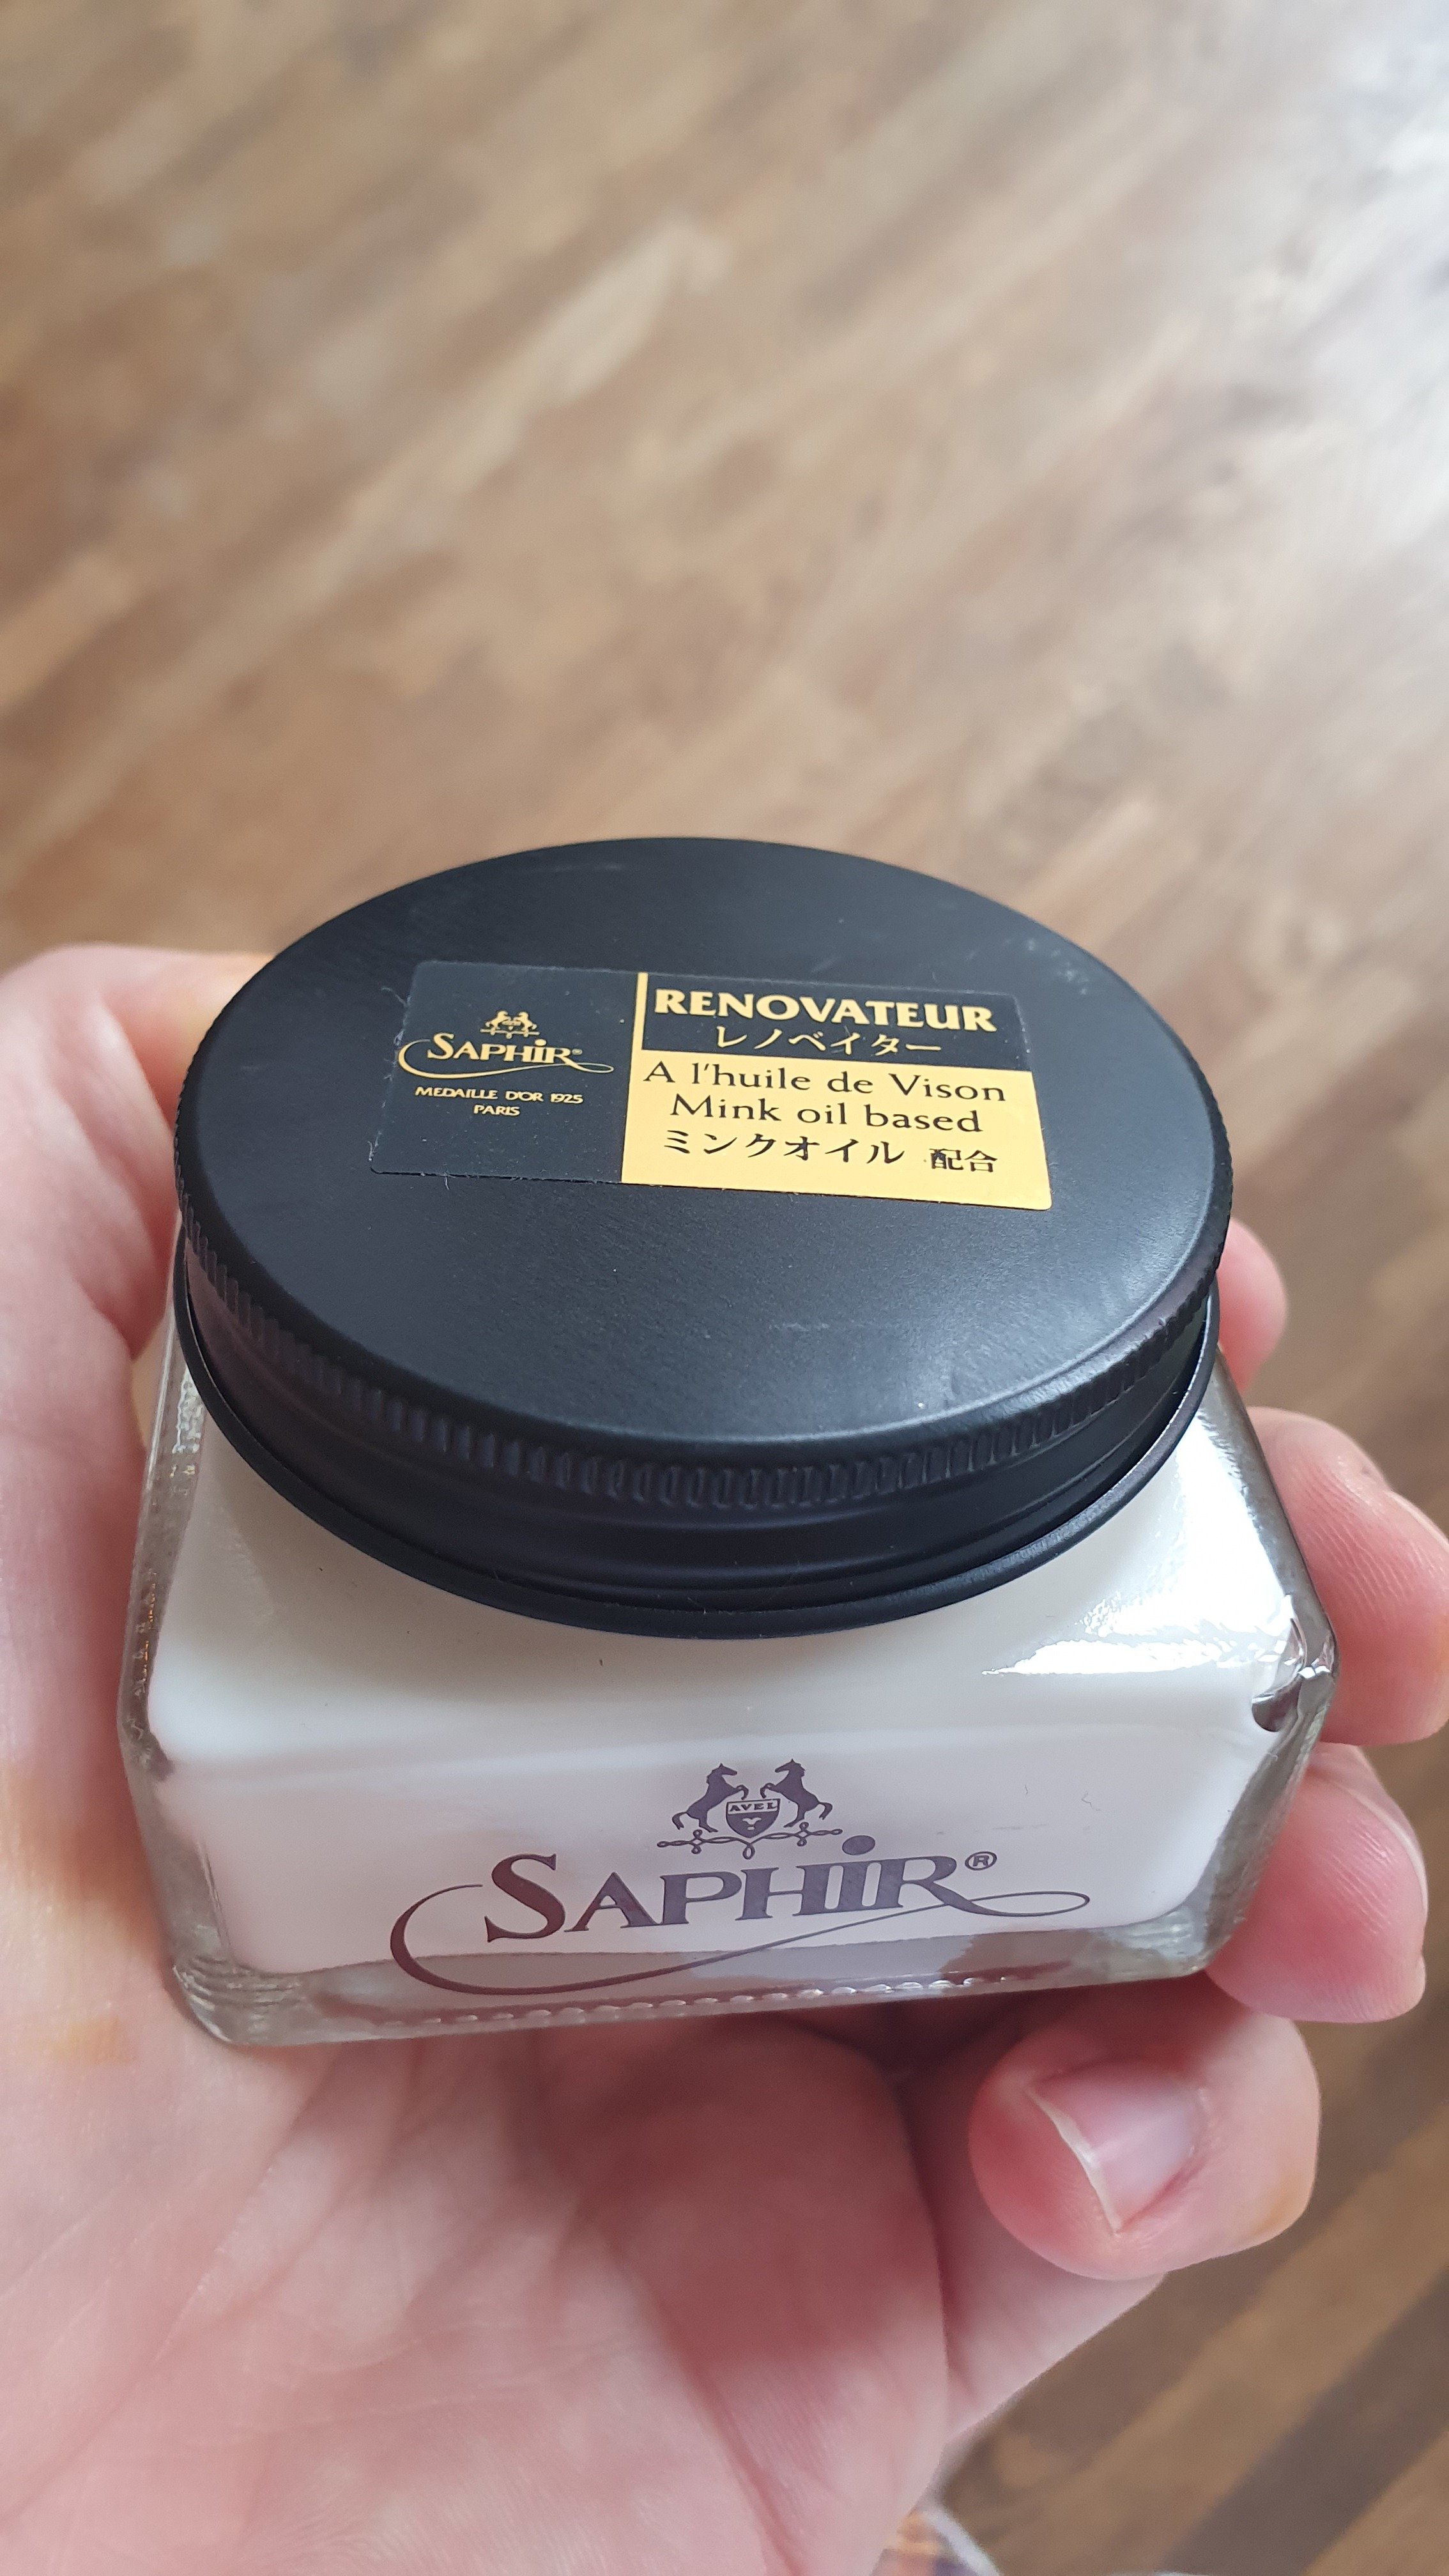 SAPHIR®
MEDAILLE D'OR 1925
PARIS
RENOVATEUR
レノベイター
A l'huile de Vison
Mink oil based
ミンクオイル 配合
AVEL
SAPHIR®